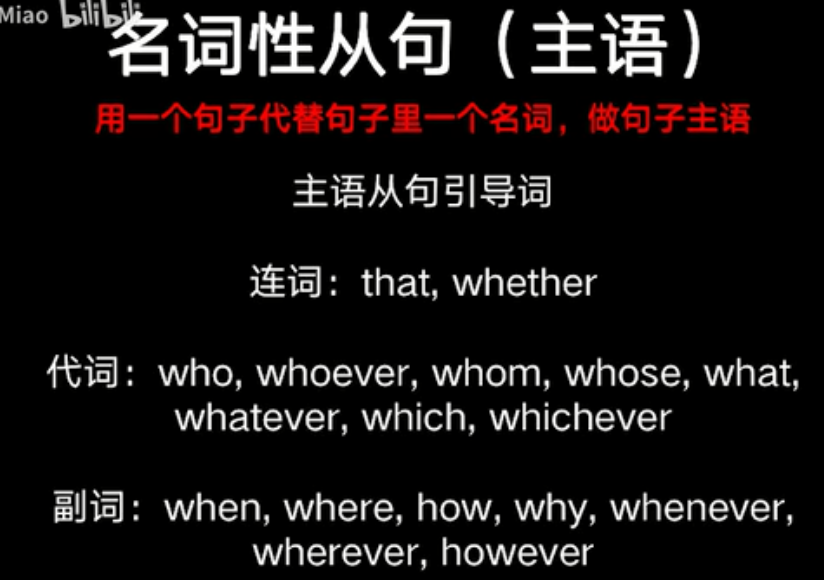 Miao bilibili
名词性从句（主语）
用一个句子代替句子里一个名词，做句子主语
主语从句引导词
连词：that, whether
代词：who, whoever, whom, whose, what,
whatever, which, whichever
副词：when, where, how, why, whenever,
wherever, however